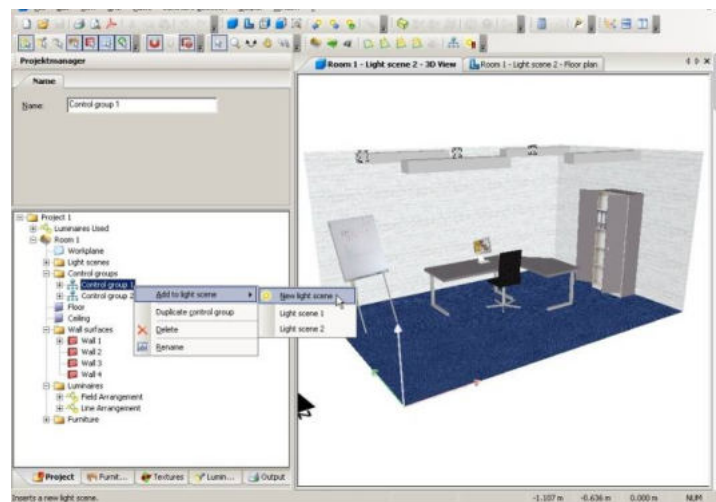 Projektmanager
Name
Name:
Control group 1
Room 1 - Light scene 2 - 3D View
Room 1 - Light scene 2 - Floor plan
Project 1
Luminaires Used
Room 1
Workplane
Light scenes
Control groups
Control group 1
Control group 2
Floor
Ceiling
Wall surfaces
Wall 1
Wall 2
Wall 3
Wall 4
Luminaires
Field Arrangement
Line Arrangement
Furniture
Add to light scene
Duplicate control group
Delete
Rename
New light scene
Light scene 1
Light scene 2
Project
Furnit...
Textures
Lumin...
Output
Inserts a new light scene.
-1.107 m
-0.636 m
0.000 m
NUM